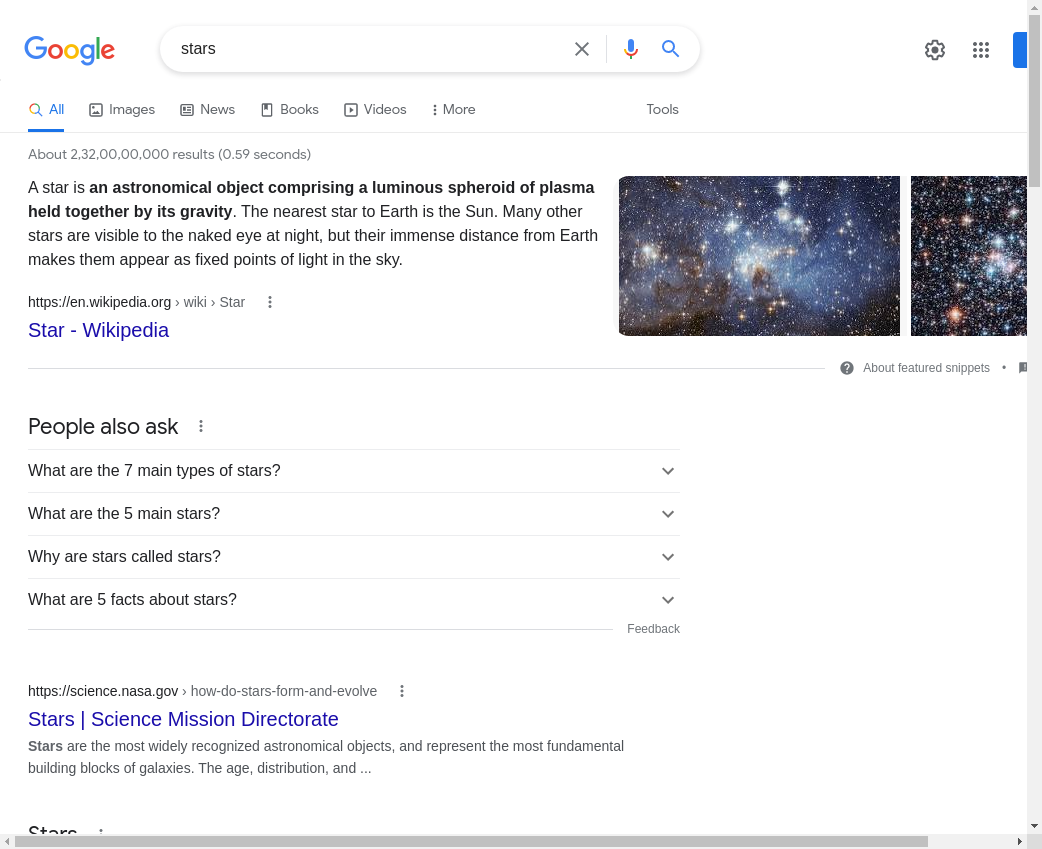 Google
stars
All Images News Books Videos More Tools
About 2,32,00,00,000 results (0.59 seconds)
A star is an astronomical object comprising a luminous spheroid of plasma
held together by its gravity. The nearest star to Earth is the Sun. Many other
stars are visible to the naked eye at night, but their immense distance from Earth
makes them appear as fixed points of light in the sky.
https://en.wikipedia.org › wiki › Star
Star - Wikipedia
About featured snippets •
People also ask
What are the 7 main types of stars?
What are the 5 main stars?
Why are stars called stars?
What are 5 facts about stars?
Feedback
https://science.nasa.gov › how-do-stars-form-and-evolve
Stars | Science Mission Directorate
Stars are the most widely recognized astronomical objects, and represent the most fundamental
building blocks of galaxies. The age, distribution, and ...
Stars